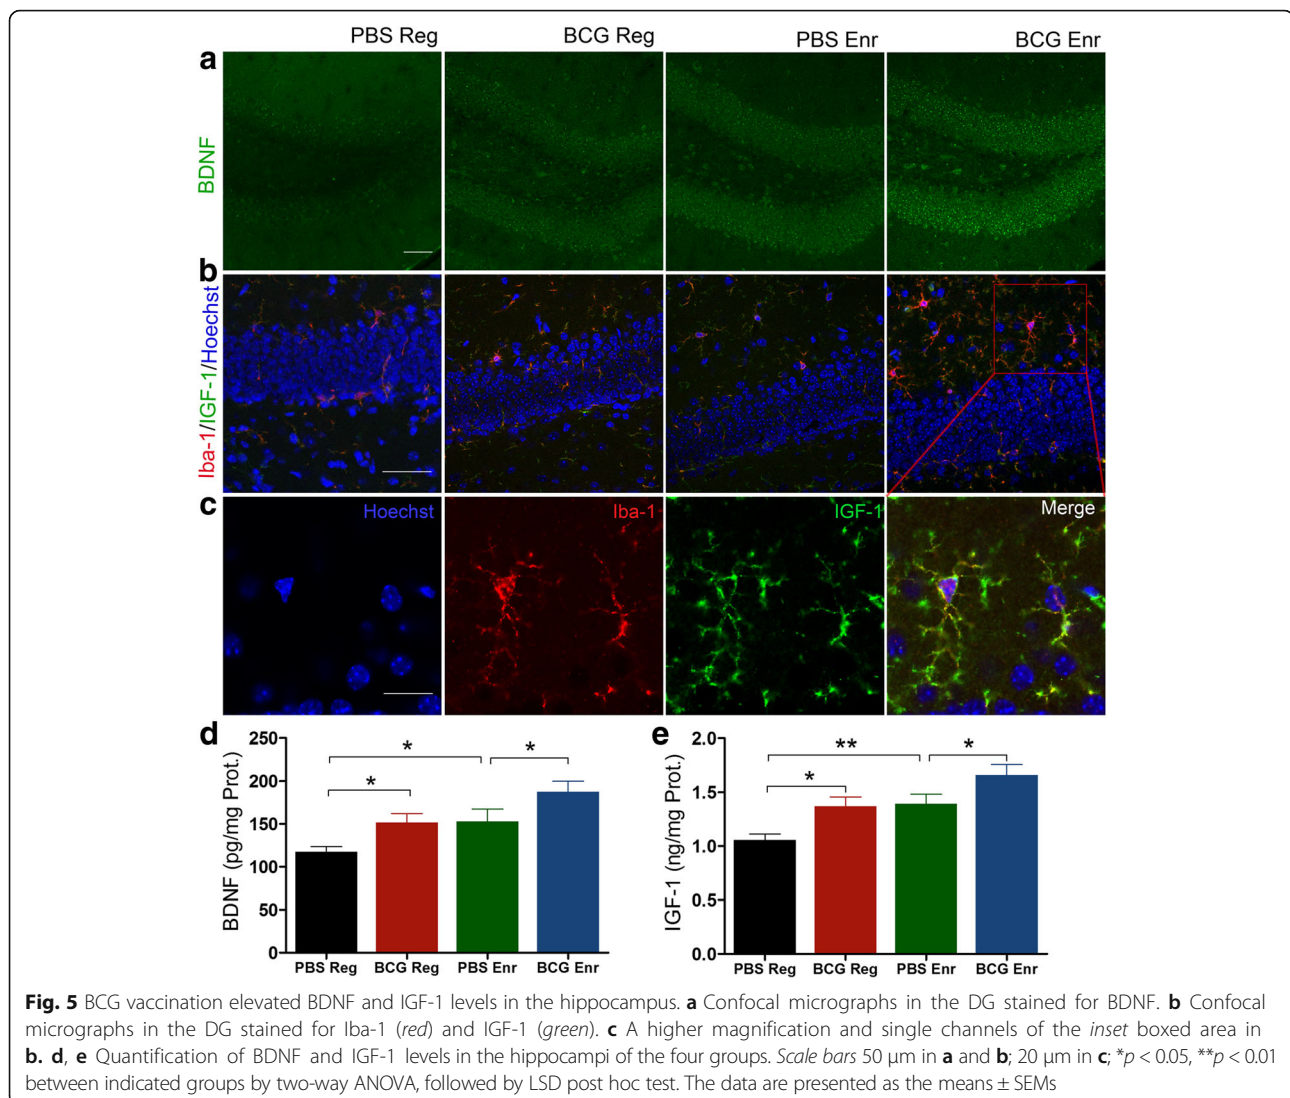 PBS Reg BCG Reg PBS Enr BCG Enr
a
BDNF
b
Iba-1/IGF-1/Hoechst
c
Hoechst Iba-1 IGF-1 Merge
d
BDNF (pg/mg Prot.)
250
200
150
100
50
0
* * *
PBS Reg BCG Reg PBS Enr BCG Enr
e
IGF-1 (ng/mg Prot.)
2.0
1.5
1.0
0.5
0.0
** * *
PBS Reg BCG Reg PBS Enr BCG Enr
Fig. 5 BCG vaccination elevated BDNF and IGF-1 levels in the hippocampus. a Confocal micrographs in the DG stained for BDNF. b Confocal
micrographs in the DG stained for Iba-1 (red) and IGF-1 (green). c A higher magnification and single channels of the inset boxed area in
b. d, e Quantification of BDNF and IGF-1 levels in the hippocampi of the four groups. Scale bars 50 μm in a and b; 20 μm in c; *p < 0.05, **p < 0.01
between indicated groups by two-way ANOVA, followed by LSD post hoc test. The data are presented as the means ± SEMs